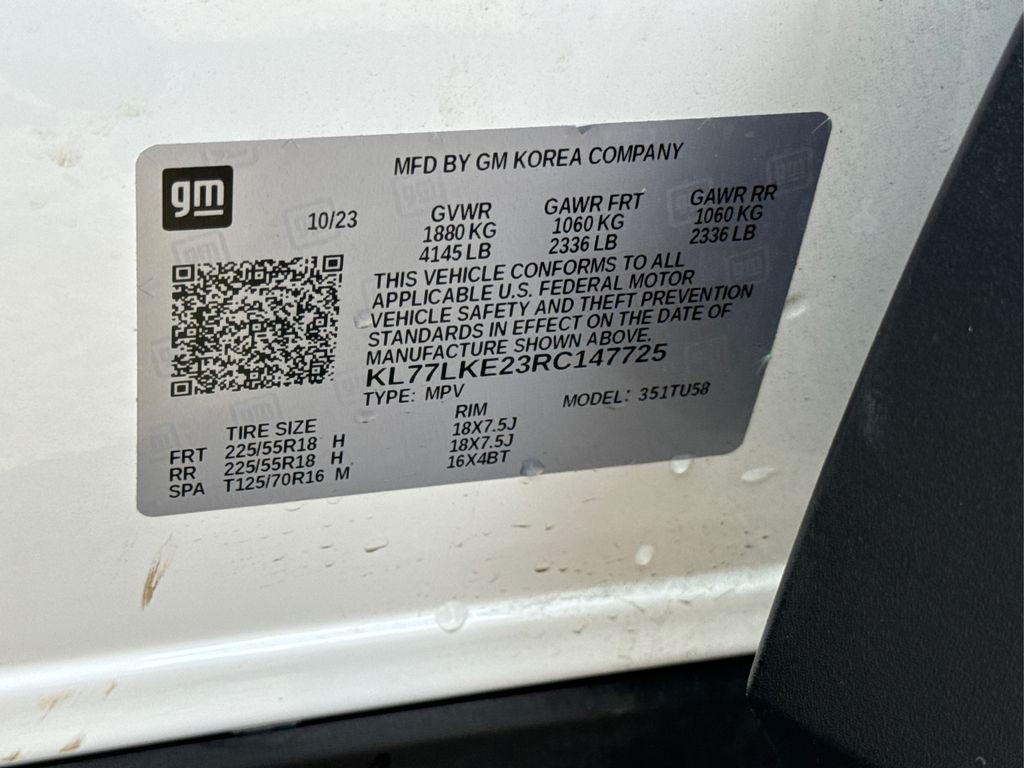 gm
MFD BY GM KOREA COMPANY
10/23
GVWR GAWR FRT GAWR RR
1880 KG 1060 KG 1060 KG
4145 LB 2336 LB 2336 LB
THIS VEHICLE CONFORMS TO ALL
APPLICABLE U.S. FEDERAL MOTOR
VEHICLE SAFETY AND THEFT PREVENTION
STANDARDS IN EFFECT ON THE DATE OF
MANUFACTURE SHOWN ABOVE.
KL77LKE23RC147725
TYPE: MPV MODEL: 351TU58
TIRE SIZE RIM
FRT 225/55R18 H 18X7.5J
RR 225/55R18 H 18X7.5J
SPA T125/70R16 M 16X4BT